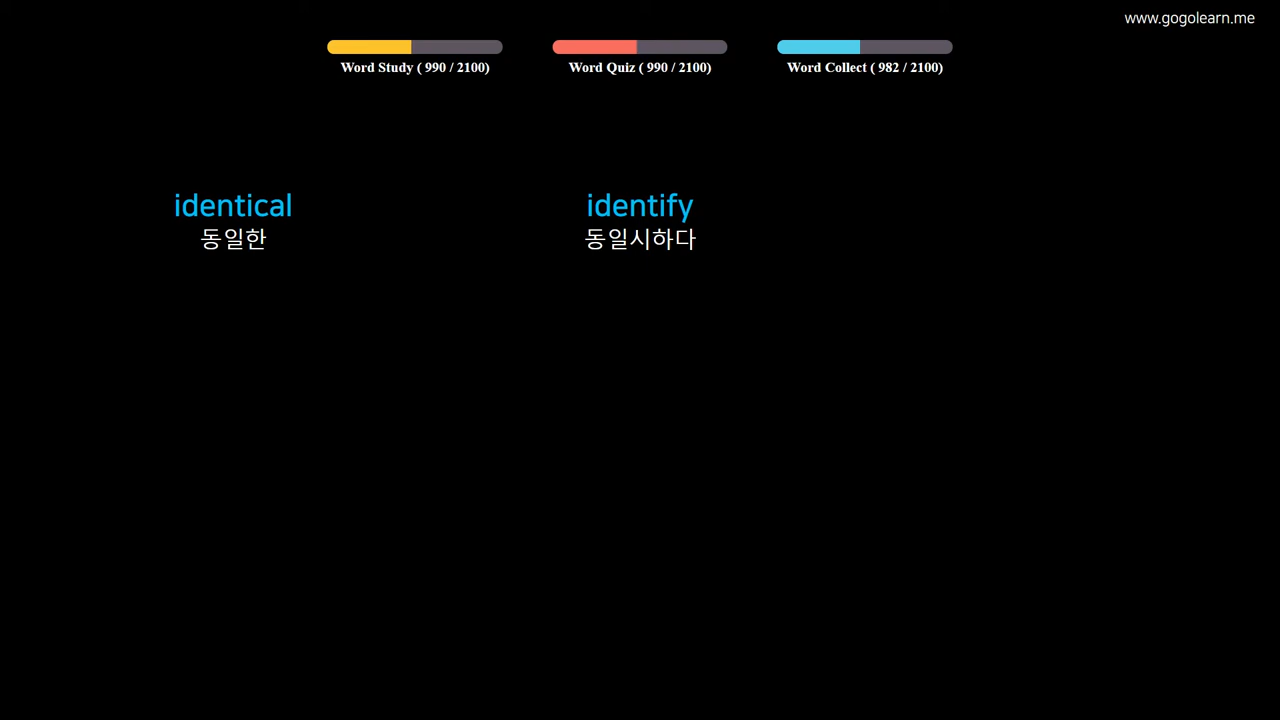 www.gogolearn.me
Word Study ( 990 / 2100)
Word Quiz ( 990 / 2100)
Word Collect ( 982 / 2100)
identical
동일한
identify
동일시하다